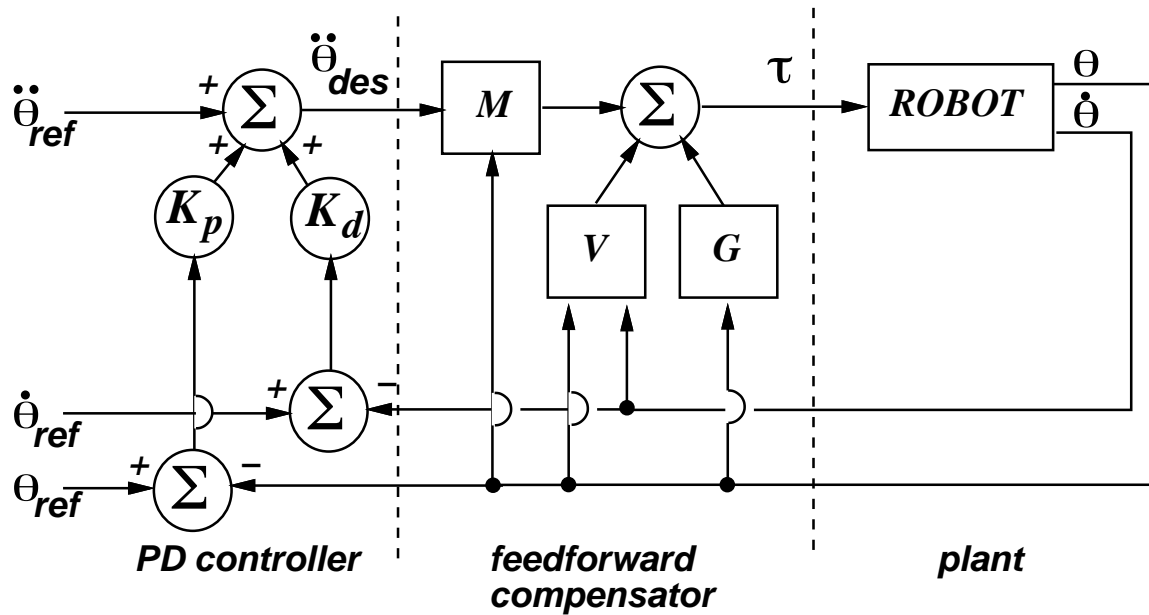 θ̈ref
+
Σ
+
+
θ̈des
Kp
Kd
M
Σ
τ
ROBOT
θ
θ̇
V
G
θ̇ref
+
Σ
−
θref
+
Σ
−
PD controller
feedforward
compensator
plant